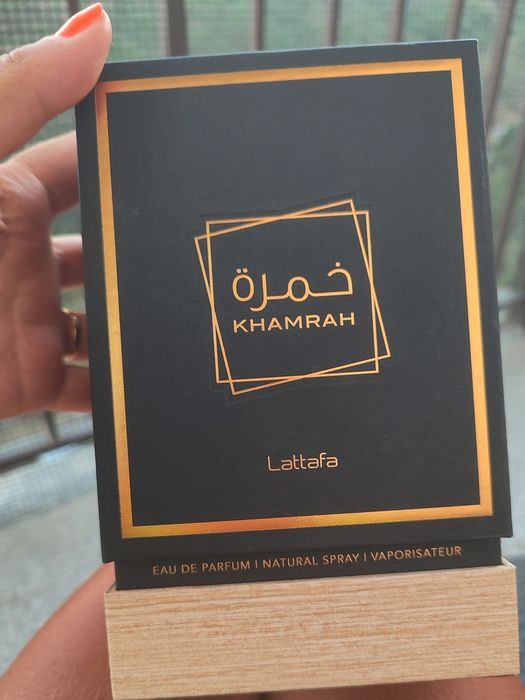 خمرة
KHAMRAH
Lattafa
EAU DE PARFUM | NATURAL SPRAY | VAPORISATEUR